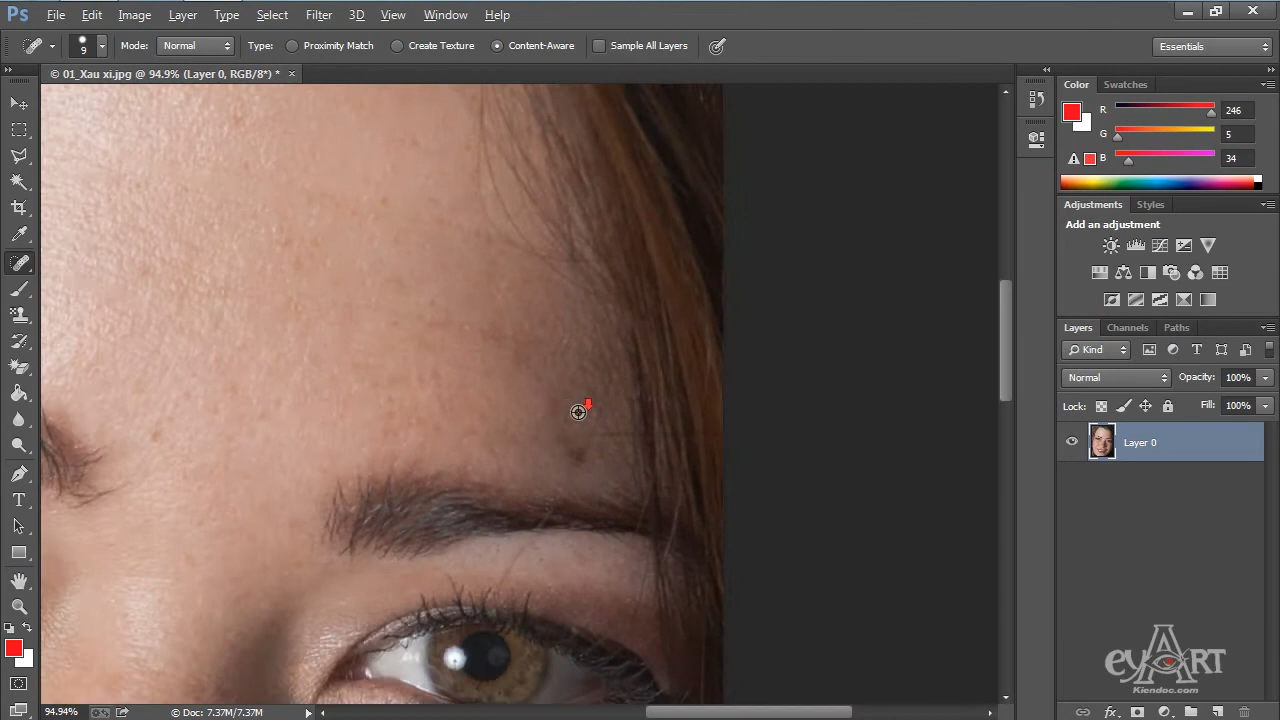 Ps File Edit Image Layer Type Select Filter 3D View Window Help
9 Mode: Normal Type: Proximity Match Create Texture Content-Aware Sample All Layers Essentials
© 01_Xau xi.jpg @ 94.9% (Layer 0, RGB/8*) * ×
Color Swatches
R 246
G 5
B 34
Adjustments Styles
Add an adjustment
Layers Channels Paths
Kind
Normal Opacity: 100%
Lock: Fill: 100%
Layer 0
eyART
Kiendoc.com
94.94% © Doc: 7.37M/7.37M